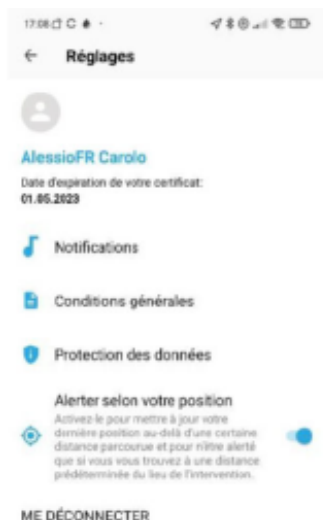 17:08
Réglages
AlessioFR Carolo
Date d'expiration de votre certificat:
01.05.2023
Notifications
Conditions générales
Protection des données
Alerter selon votre position
Activez-le pour mettre à jour votre
dernière position au-delà d'une certaine
distance parcourue et pour n'être alerté
que si vous vous trouvez à une distance
prédéterminée du lieu de l'intervention.
ME DÉCONNECTER